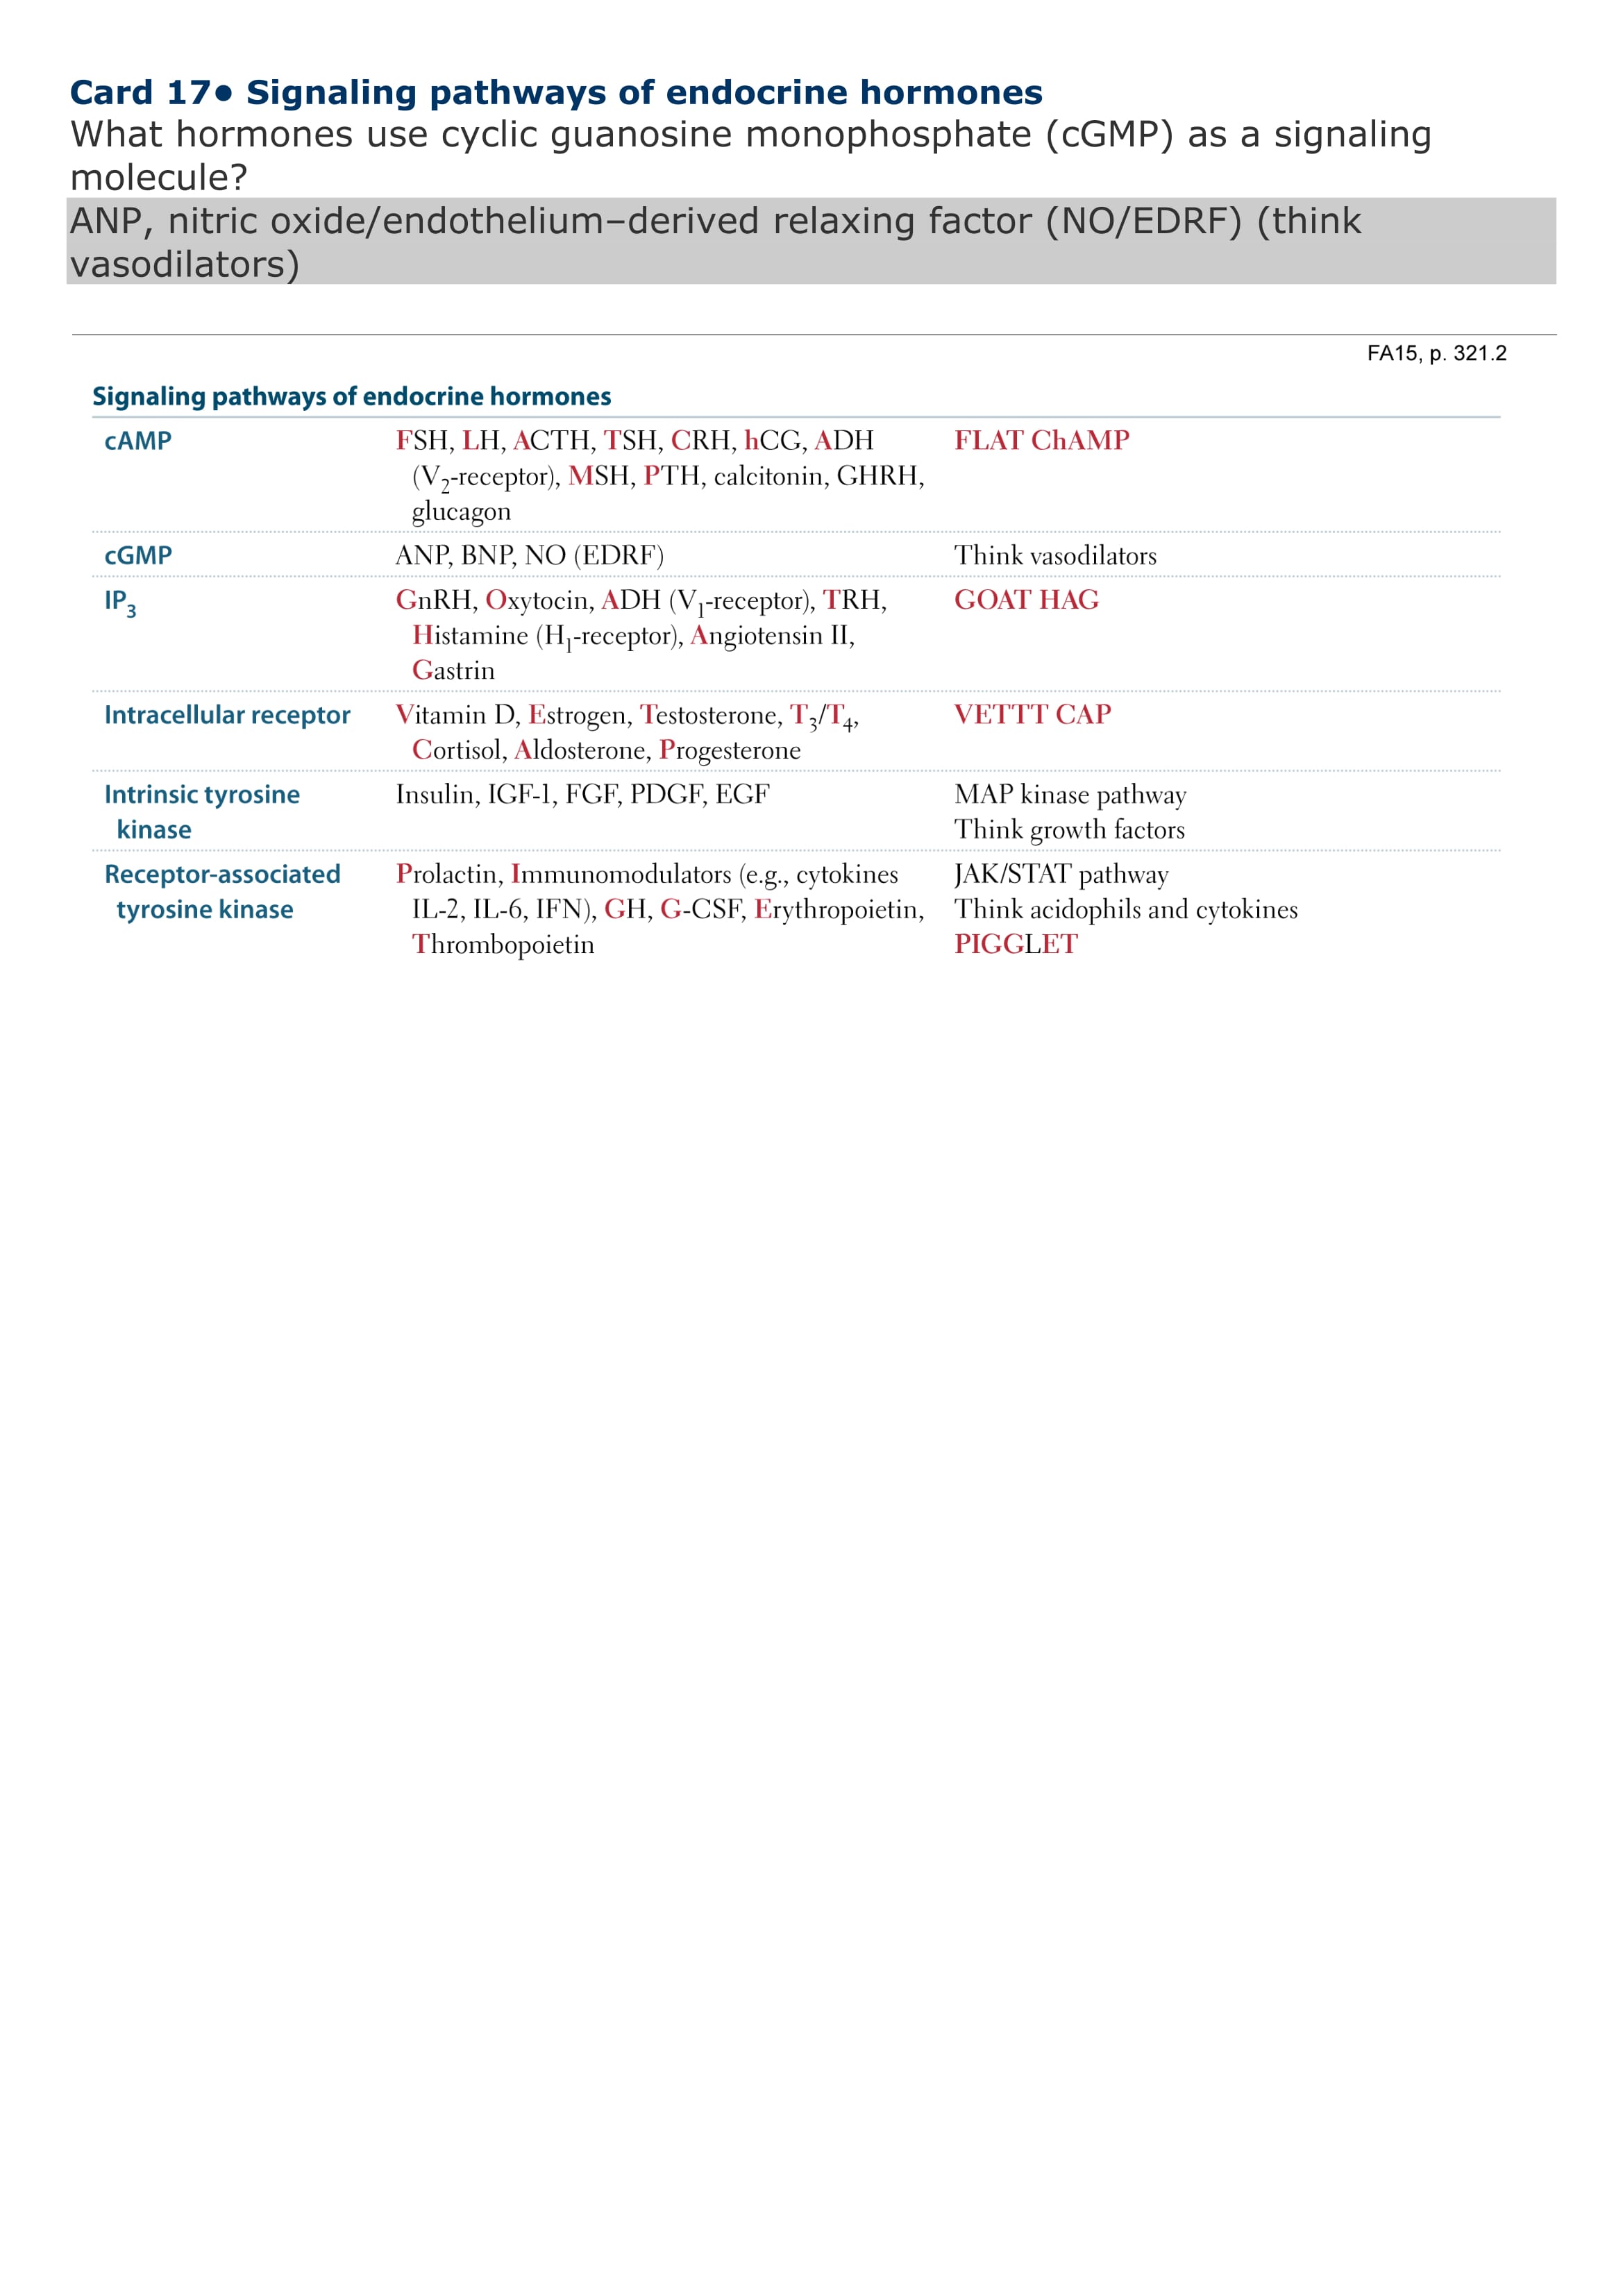 Card 17● Signaling pathways of endocrine hormones
What hormones use cyclic guanosine monophosphate (cGMP) as a signaling
molecule?
ANP, nitric oxide/endothelium–derived relaxing factor (NO/EDRF) (think
vasodilators)
FA15, p. 321.2
Signaling pathways of endocrine hormones
cAMP FSH, LH, ACTH, TSH, CRH, hCG, ADH FLAT ChAMP
(V2-receptor), MSH, PTH, calcitonin, GHRH,
glucagon
cGMP ANP, BNP, NO (EDRF) Think vasodilators
IP3 GnRH, Oxytocin, ADH (V1-receptor), TRH, GOAT HAG
Histamine (H1-receptor), Angiotensin II,
Gastrin
Intracellular receptor Vitamin D, Estrogen, Testosterone, T3/T4, VETTT CAP
Cortisol, Aldosterone, Progesterone
Intrinsic tyrosine Insulin, IGF-1, FGF, PDGF, EGF MAP kinase pathway
kinase Think growth factors
Receptor-associated Prolactin, Immunomodulators (e.g., cytokines JAK/STAT pathway
tyrosine kinase IL-2, IL-6, IFN), GH, G-CSF, Erythropoietin, Think acidophils and cytokines
Thrombopoietin PIGGLET